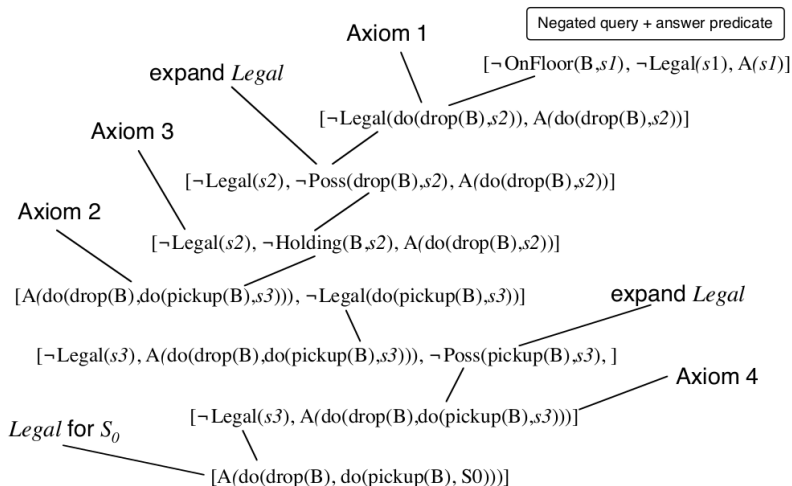 Negated query + answer predicate
Axiom 1
[¬OnFloor(B,s1), ¬Legal(s1), A(s1)]
expand Legal
[¬Legal(do(drop(B),s2)), A(do(drop(B),s2))]
Axiom 3
[¬Legal(s2), ¬Poss(drop(B),s2), A(do(drop(B),s2))]
Axiom 2
[¬Legal(s2), ¬Holding(B,s2), A(do(drop(B),s2))]
[A(do(drop(B),do(pickup(B),s3))), ¬Legal(do(pickup(B),s3))]
expand Legal
[¬Legal(s3), A(do(drop(B),do(pickup(B),s3))), ¬Poss(pickup(B),s3), ]
Axiom 4
[¬Legal(s3), A(do(drop(B),do(pickup(B),s3)))]
Legal for S0
[A(do(drop(B), do(pickup(B), S0)))]